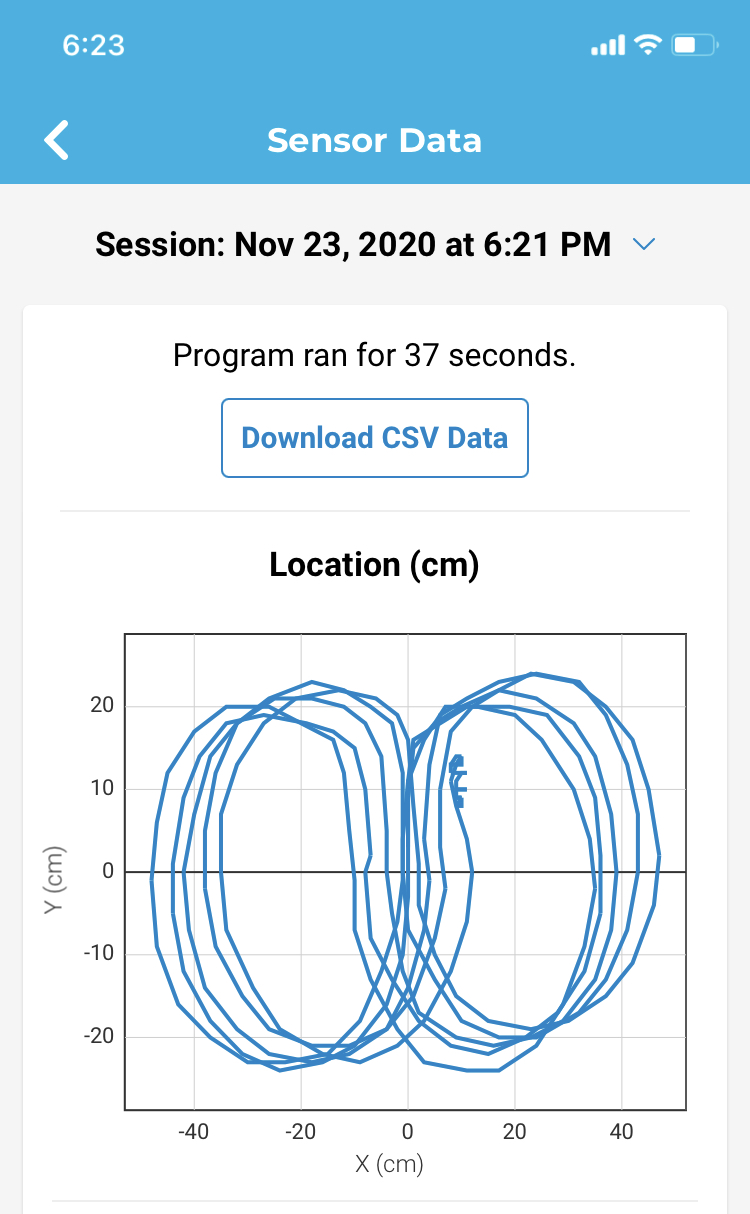 6:23
Sensor Data
Session: Nov 23, 2020 at 6:21 PM
Program ran for 37 seconds.
Download CSV Data
Location (cm)
20
10
0
-10
-20
Y (cm)
-40
-20
0
20
40
X (cm)